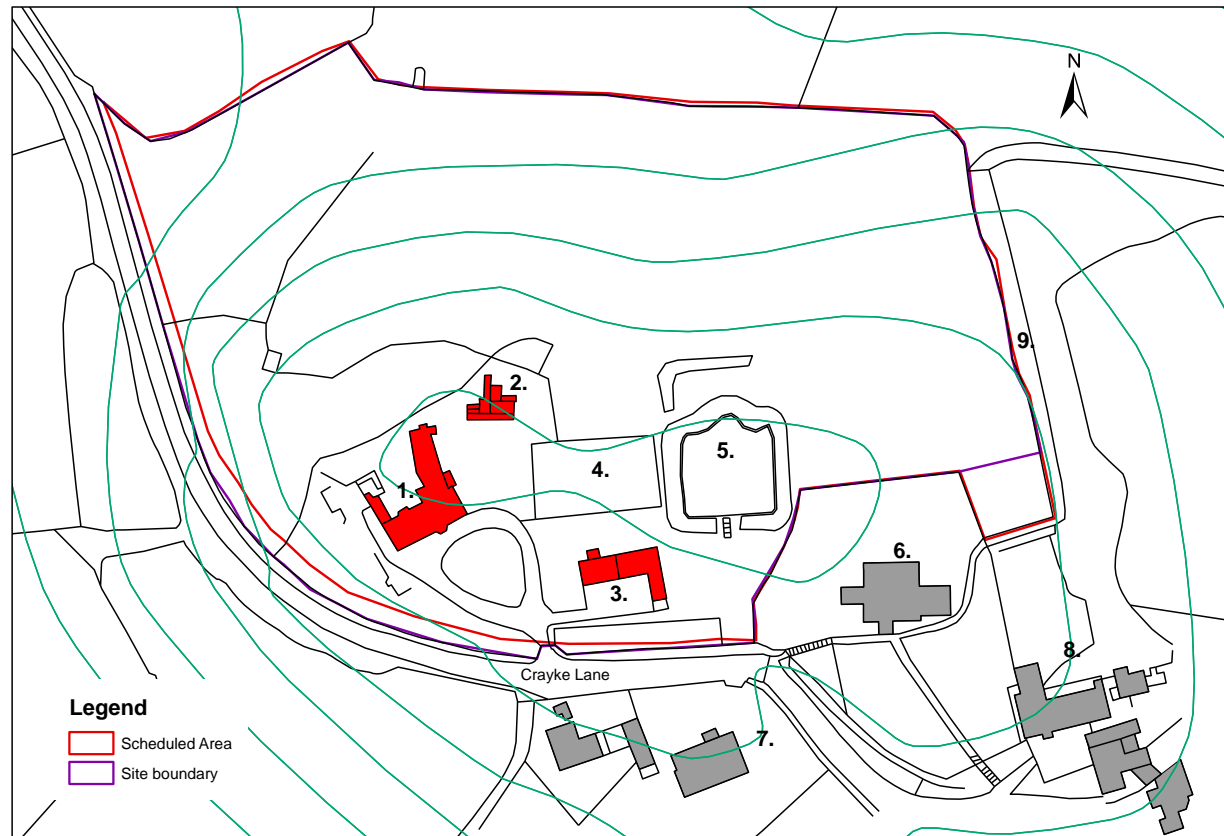 N
9.
2.
5.
4.
1.
6.
3.
8.
Crayke Lane
7.
Legend
Scheduled Area
Site boundary